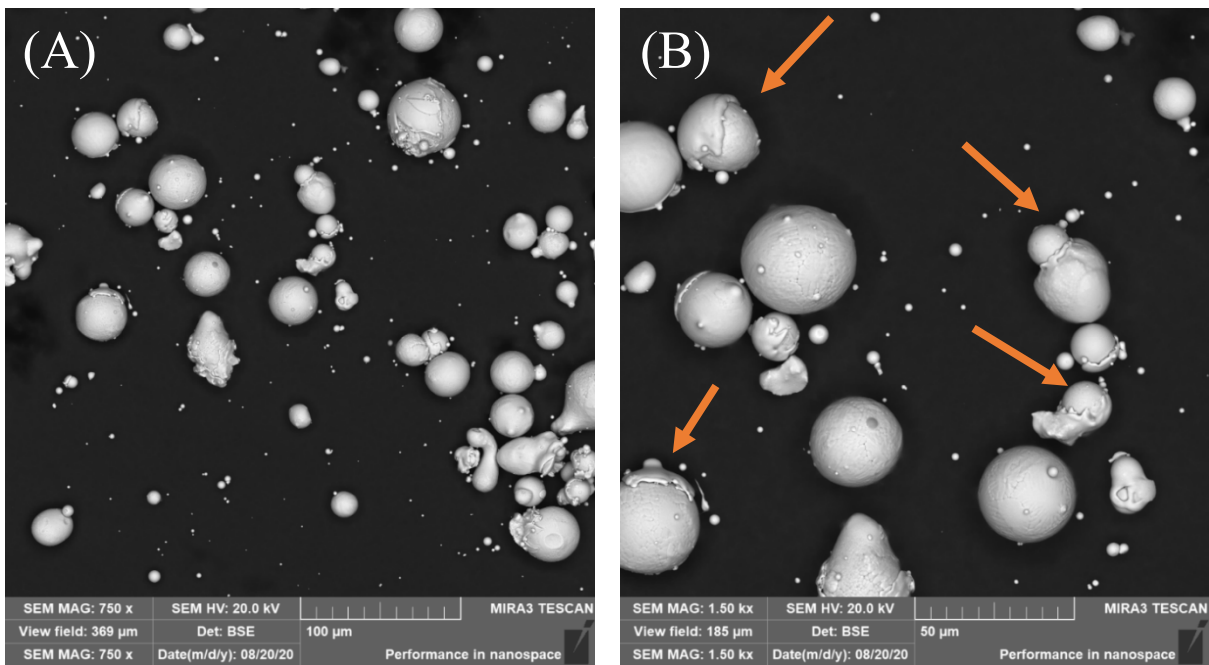 (A)
SEM MAG: 750 x
SEM HV: 20.0 kV
MIRA3 TESCAN
View field: 369 µm
Det: BSE
100 µm
SEM MAG: 750 x
Date(m/d/y): 08/20/20
Performance in nanospace
(B)
SEM MAG: 1.50 kx
SEM HV: 20.0 kV
MIRA3 TESCAN
View field: 185 µm
Det: BSE
50 µm
SEM MAG: 1.50 kx
Date(m/d/y): 08/20/20
Performance in nanospace